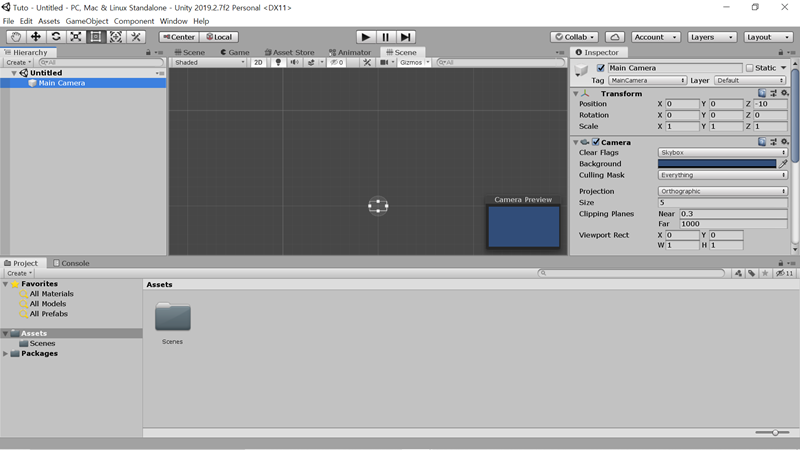 Tuto - Untitled - PC, Mac & Linux Standalone - Unity 2019.2.7f2 Personal <DX11>
File Edit Assets GameObject Component Window Help
Center Local Collab Account Layers Layout
Hierarchy
Create All
Untitled
Main Camera
Scene Game Asset Store Animator Scene
Shaded 2D 0 Gizmos All
Camera Preview
Inspector
Main Camera Static
Tag MainCamera Layer Default
Transform
Position X 0 Y 0 Z -10
Rotation X 0 Y 0 Z 0
Scale X 1 Y 1 Z 1
Camera
Clear Flags Skybox
Background
Culling Mask Everything
Projection Orthographic
Size 5
Clipping Planes Near 0.3
Far 1000
Viewport Rect X 0 Y 0
W 1 H 1
Project Console
Create 11
Favorites
All Materials
All Models
All Prefabs
Assets
Scenes
Packages
Assets
Scenes